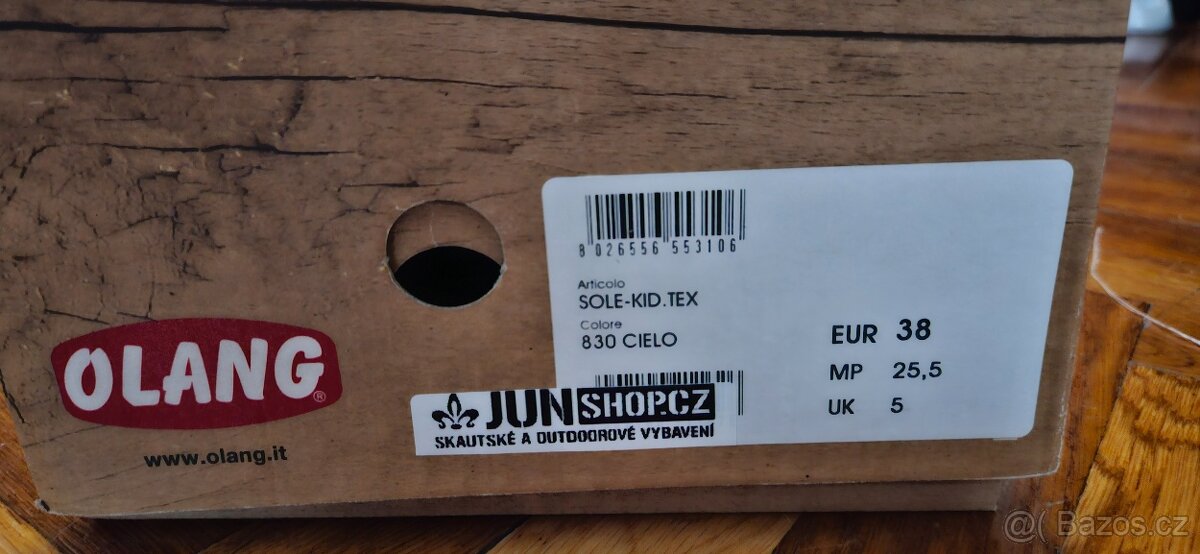 8 026556 553106
Articolo
SOLE-KID.TEX
Colore
830 CIELO
EUR 38
MP 25,5
UK 5
OLANG®
www.olang.it
JUNSHOP.CZ
SKAUTSKÉ A OUTDOOROVÉ VYBAVENÍ
@( Bazoš.cz